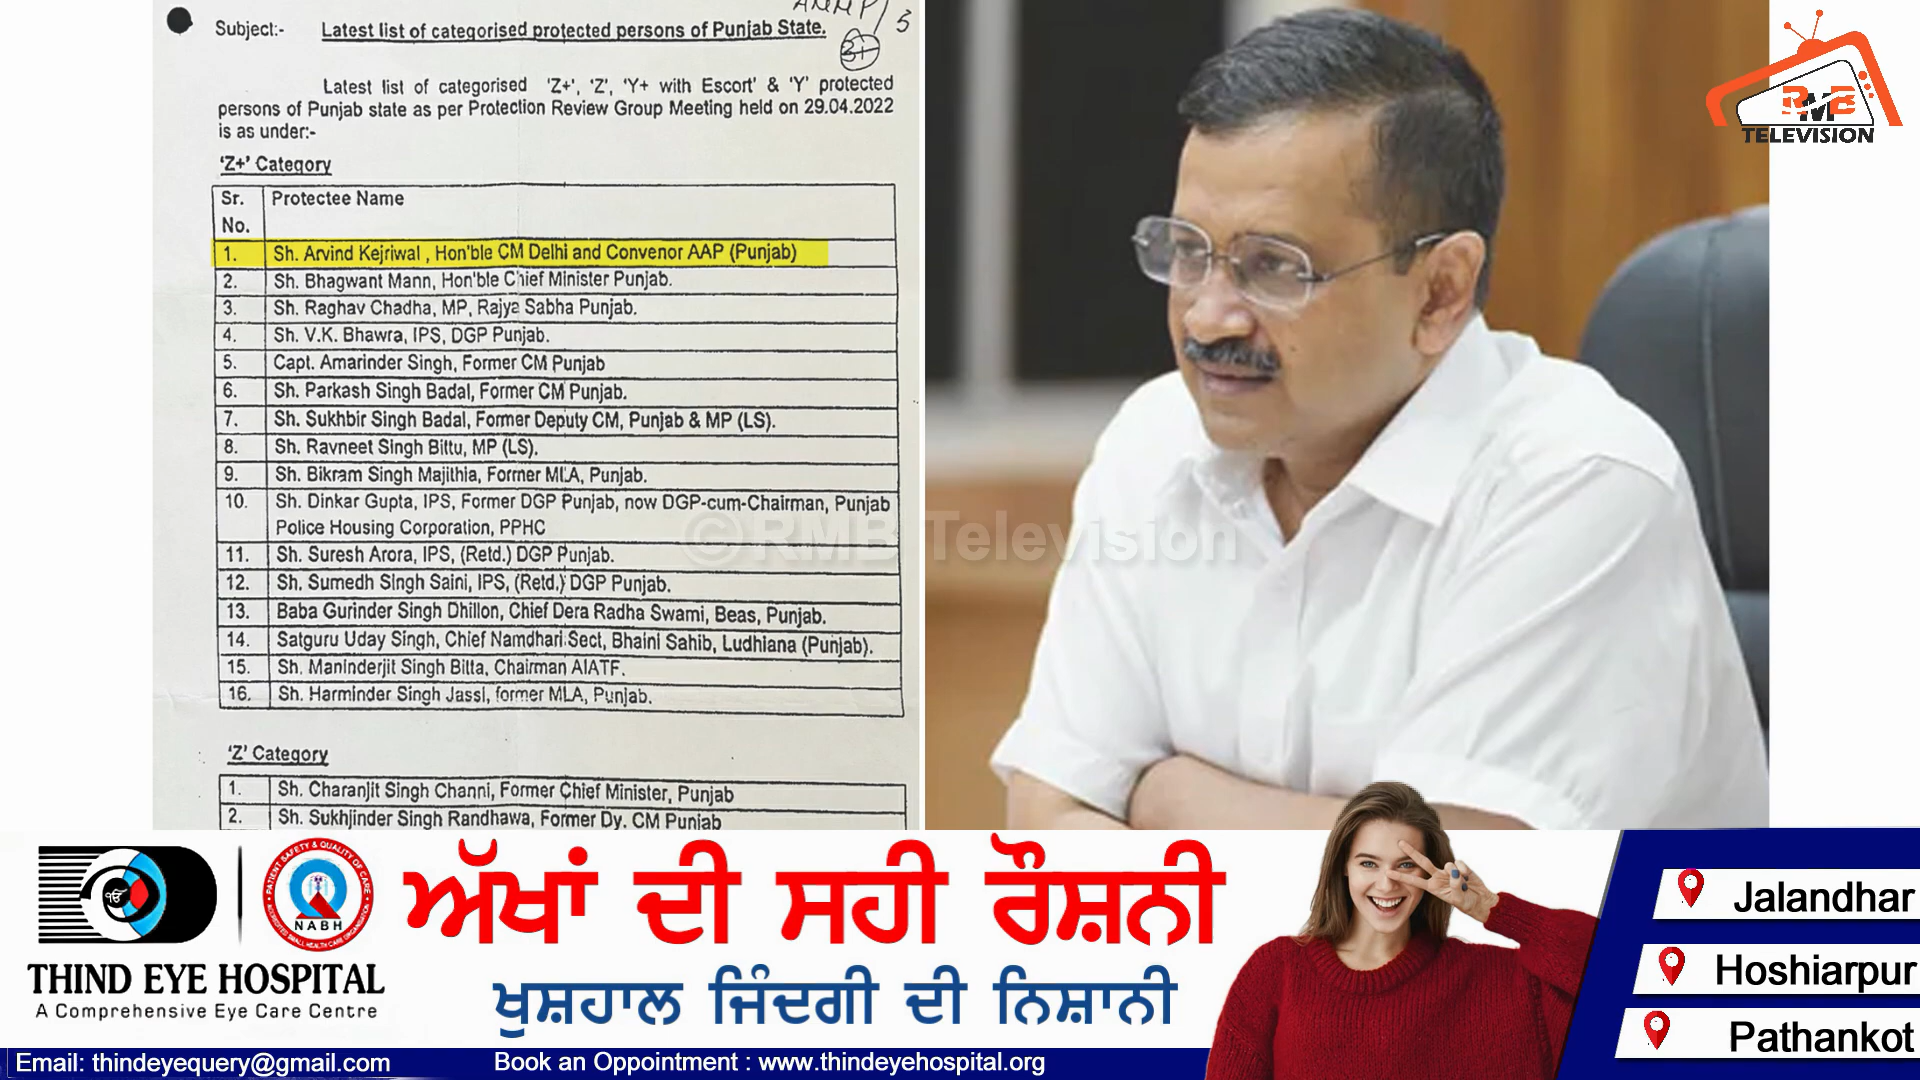 ANNP/5
3+
Subject:- Latest list of categorised protected persons of Punjab State.
Latest list of categorised 'Z+', 'Z', 'Y+ with Escort' & 'Y' protected
persons of Punjab state as per Protection Review Group Meeting held on 29.04.2022
is as under:-
'Z+' Category
Sr. No. Protectee Name
1. Sh. Arvind Kejriwal , Hon'ble CM Delhi and Convenor AAP (Punjab)
2. Sh. Bhagwant Mann, Hon'ble Chief Minister Punjab.
3. Sh. Raghav Chadha, MP, Rajya Sabha Punjab.
4. Sh. V.K. Bhawra, IPS, DGP Punjab.
5. Capt. Amarinder Singh, Former CM Punjab
6. Sh. Parkash Singh Badal, Former CM Punjab.
7. Sh. Sukhbir Singh Badal, Former Deputy CM, Punjab & MP (LS).
8. Sh. Ravneet Singh Bittu, MP (LS).
9. Sh. Bikram Singh Majithia, Former MLA, Punjab.
10. Sh. Dinkar Gupta, IPS, Former DGP Punjab, now DGP-cum-Chairman, Punjab
Police Housing Corporation, PPHC
11. Sh. Suresh Arora, IPS, (Retd.) DGP Punjab.
12. Sh. Sumedh Singh Saini, IPS, (Retd.) DGP Punjab.
13. Baba Gurinder Singh Dhillon, Chief Dera Radha Swami, Beas, Punjab.
14. Satguru Uday Singh, Chief Namdhari Sect, Bhaini Sahib, Ludhiana (Punjab).
15. Sh. Maninderjit Singh Bitta, Chairman AIATF.
16. Sh. Harminder Singh Jassi, former MLA, Punjab.
'Z' Category
1. Sh. Charanjit Singh Channi, Former Chief Minister, Punjab
2. Sh. Sukhjinder Singh Randhawa, Former Dy. CM Punjab
RMB
TELEVISION
©RMB Television
PATIENT SAFETY & QUALITY OF CARE
NABH
THIND EYE HOSPITAL
A Comprehensive Eye Care Centre
ਅੱਖਾਂ ਦੀ ਸਹੀ ਰੌਸ਼ਨੀ
ਖੁਸ਼ਹਾਲ ਜਿੰਦਗੀ ਦੀ ਨਿਸ਼ਾਨੀ
Jalandhar
Hoshiarpur
Pathankot
Email: thindeyequery@gmail.com
Book an Appointment : www.thindeyehospital.org